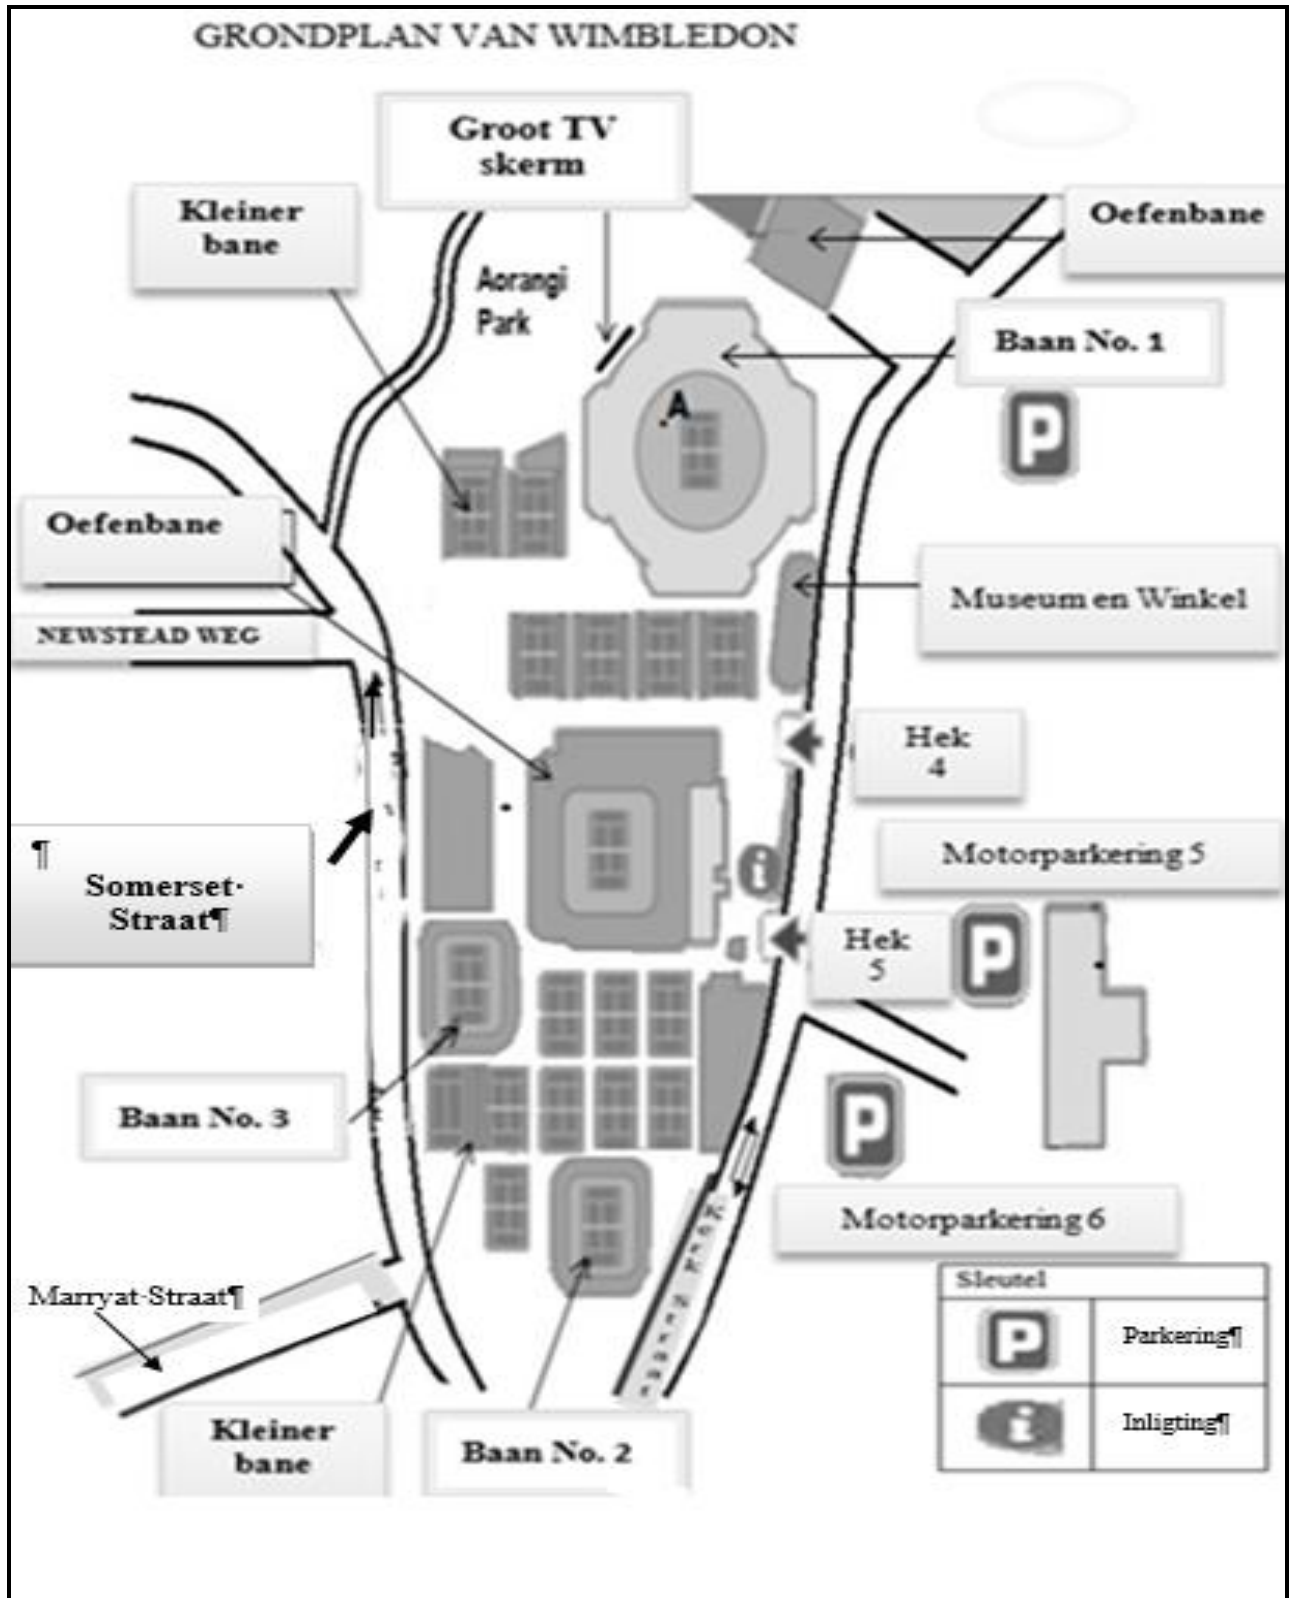 GRONDPLAN VAN WIMBLEDON
Groot TV
skerm
Kleiner
bane
Oefenbane
Aorangi
Park
Baan No. 1
A
P
Oefenbane
Museum en Winkel
NEWSTEAD WEG
Hek
4
Motorparkering 5
¶
Somerset-
Straat¶
i
Hek
5
P
Baan No. 3
P
Motorparkering 6
Marryat-Straat¶
Sleutel
P
Parkering¶
i
Inligting¶
Kleiner
bane
Baan No. 2